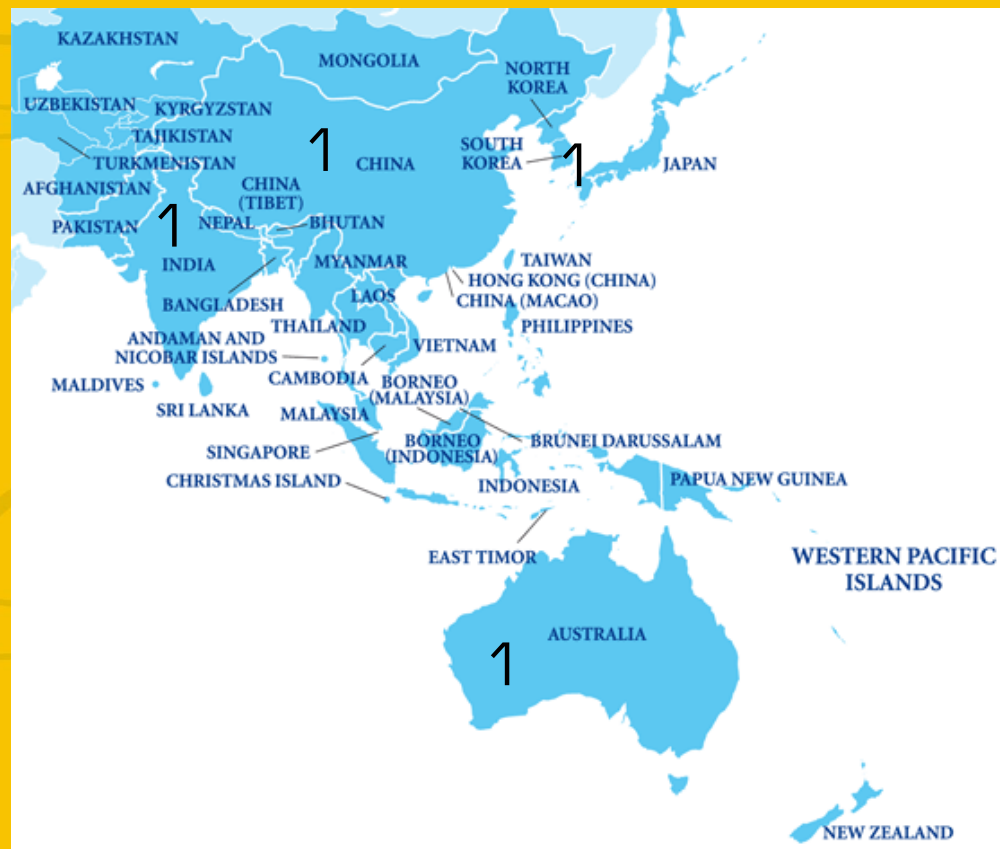 KAZAKHSTAN
MONGOLIA
NORTH
KOREA
UZBEKISTAN
KYRGYZSTAN
TAJIKISTAN
TURKMENISTAN
SOUTH
KOREA
1
1
CHINA
JAPAN
AFGHANISTAN
CHINA
(TIBET)
PAKISTAN
1
NEPAL
BHUTAN
INDIA
MYANMAR
TAIWAN
HONG KONG (CHINA)
CHINA (MACAO)
BANGLADESH
LAOS
THAILAND
PHILIPPINES
ANDAMAN AND
NICOBAR ISLANDS
VIETNAM
MALDIVES
CAMBODIA
BORNEO
(MALAYSIA)
SRI LANKA
MALAYSIA
SINGAPORE
BORNEO
(INDONESIA)
BRUNEI DARUSSALAM
CHRISTMAS ISLAND
INDONESIA
PAPUA NEW GUINEA
EAST TIMOR
WESTERN PACIFIC
ISLANDS
AUSTRALIA
1
NEW ZEALAND